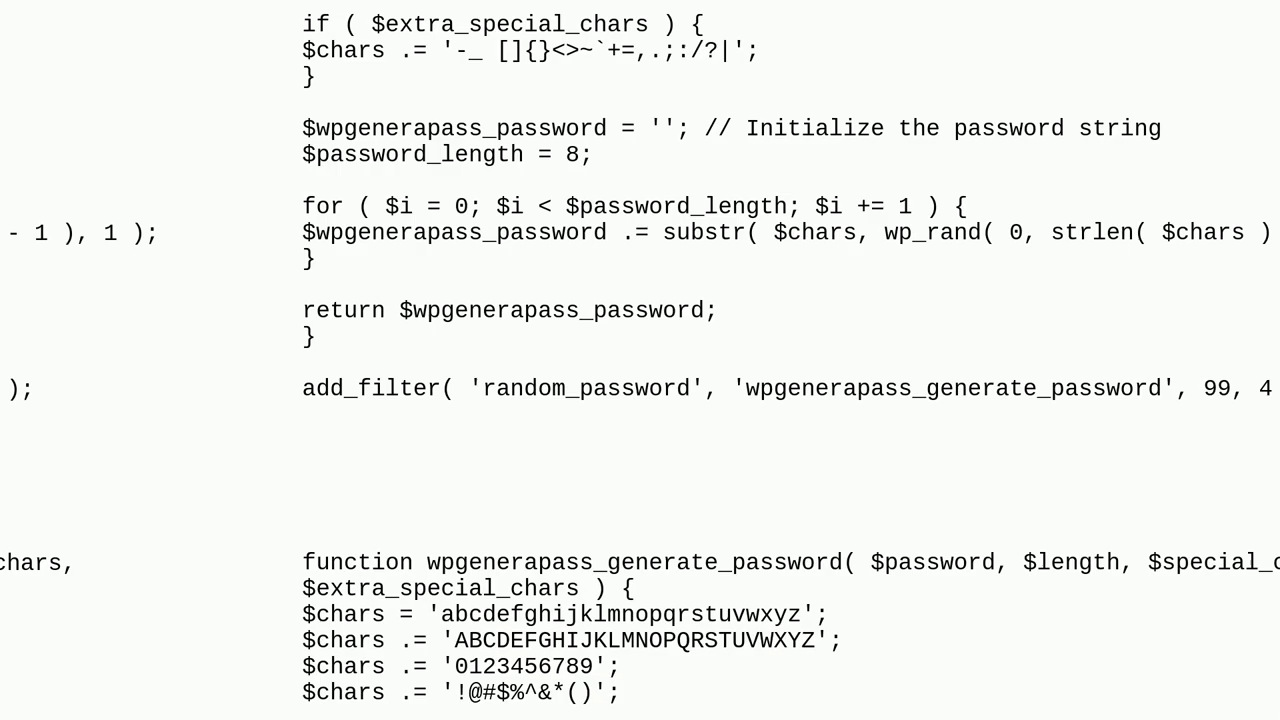 if ( $extra_special_chars ) {
$chars .= '-_ []{}<>~`+=,.;:/?|';
}
$wpgenerapass_password = ''; // Initialize the password string
$password_length = 8;
for ( $i = 0; $i < $password_length; $i += 1 ) {
- 1 ), 1 ); $wpgenerapass_password .= substr( $chars, wp_rand( 0, strlen( $chars )
}
return $wpgenerapass_password;
}
); add_filter( 'random_password', 'wpgenerapass_generate_password', 99, 4
chars, function wpgenerapass_generate_password( $password, $length, $special_c
$extra_special_chars ) {
$chars = 'abcdefghijklmnopqrstuvwxyz';
$chars .= 'ABCDEFGHIJKLMNOPQRSTUVWXYZ';
$chars .= '0123456789';
$chars .= '!@#$%^&*()';